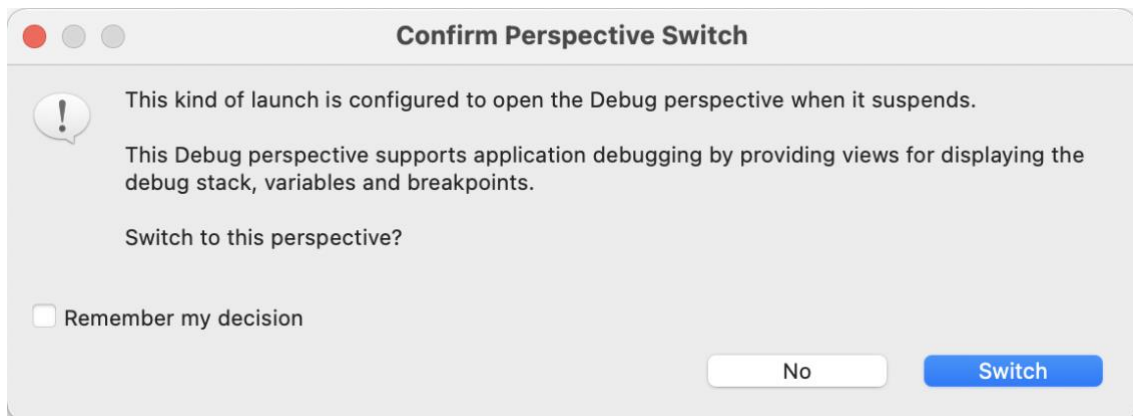 Confirm Perspective Switch
This kind of launch is configured to open the Debug perspective when it suspends.
This Debug perspective supports application debugging by providing views for displaying the
debug stack, variables and breakpoints.
Switch to this perspective?
Remember my decision
No
Switch